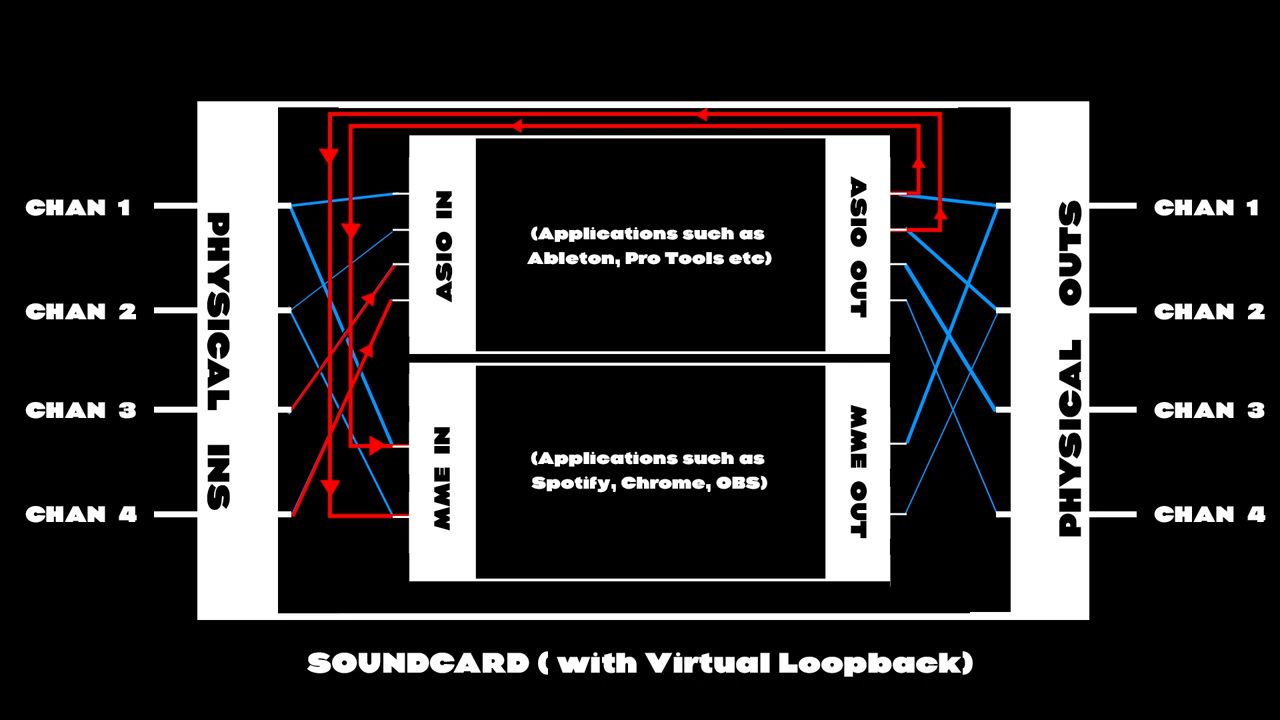 CHAN 1
CHAN 2
CHAN 3
CHAN 4
PHYSICAL INS
ASIO IN
(Applications such as
Ableton, Pro Tools etc)
ASIO OUT
MME IN
(Applications such as
Spotify, Chrome, OBS)
MME OUT
PHYSICAL OUTS
CHAN 1
CHAN 2
CHAN 3
CHAN 4
SOUNDCARD ( with Virtual Loopback)